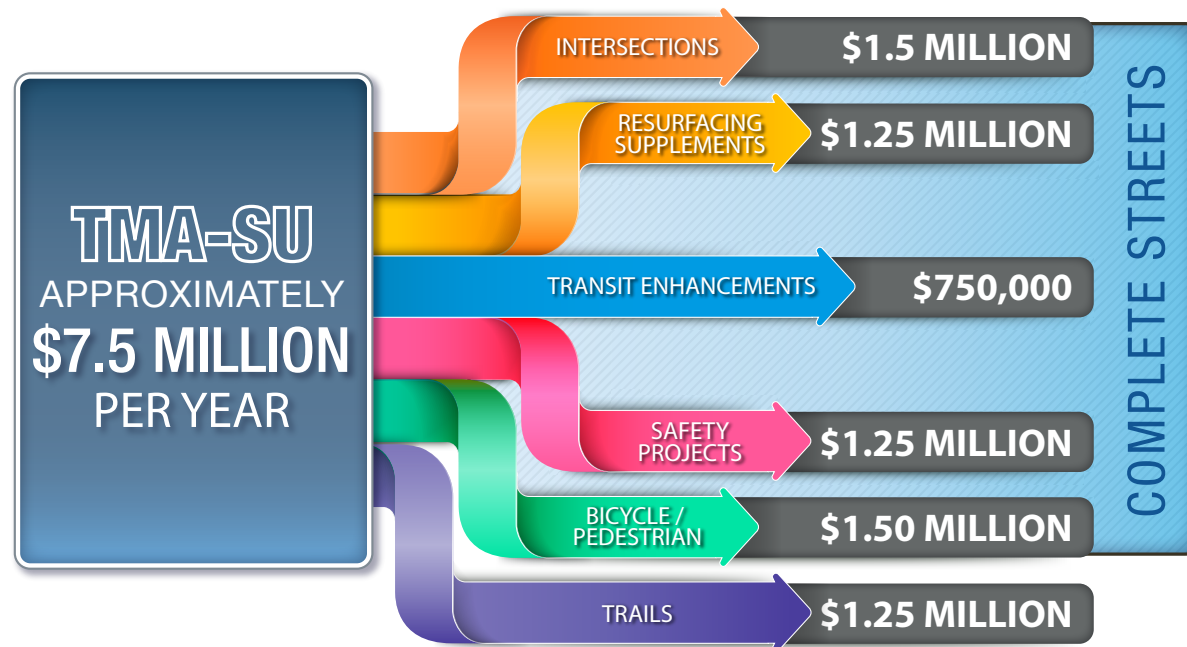 TMA-SU
APPROXIMATELY
$7.5 MILLION
PER YEAR
INTERSECTIONS
$1.5 MILLION
RESURFACING
SUPPLEMENTS
$1.25 MILLION
TRANSIT ENHANCEMENTS
$750,000
SAFETY
PROJECTS
$1.25 MILLION
BICYCLE /
PEDESTRIAN
$1.50 MILLION
TRAILS
$1.25 MILLION
COMPLETE STREETS